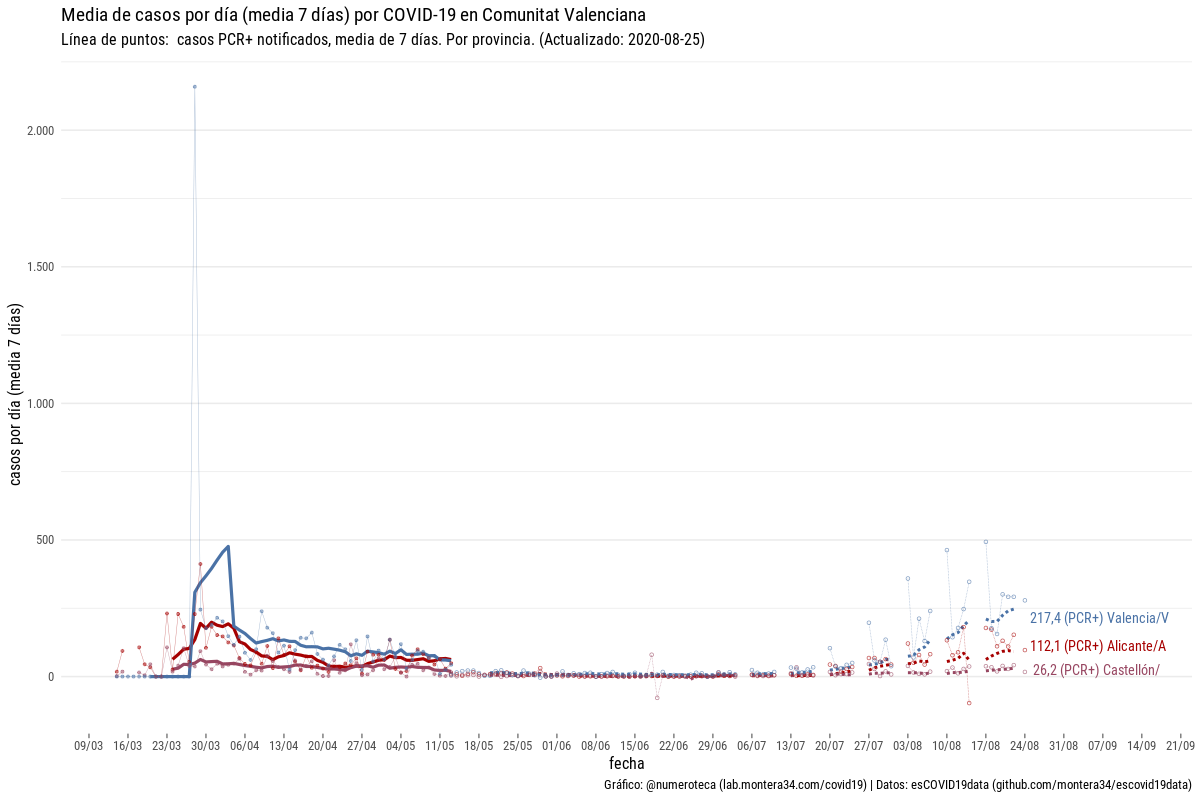 Media de casos por día (media 7 días) por COVID-19 en Comunitat Valenciana
Línea de puntos:  casos PCR+ notificados, media de 7 días. Por provincia. (Actualizado: 2020-08-25)
casos por día (media 7 días)
2.000
1.500
1.000
500
0
217,4 (PCR+) Valencia/V
112,1 (PCR+) Alicante/A
26,2 (PCR+) Castellón/
09/03 16/03 23/03 30/03 06/04 13/04 20/04 27/04 04/05 11/05 18/05 25/05 01/06 08/06 15/06 22/06 29/06 06/07 13/07 20/07 27/07 03/08 10/08 17/08 24/08 31/08 07/09 14/09 21/09
fecha
Gráfico: @numeroteca (lab.montera34.com/covid19) | Datos: esCOVID19data (github.com/montera34/escovid19data)